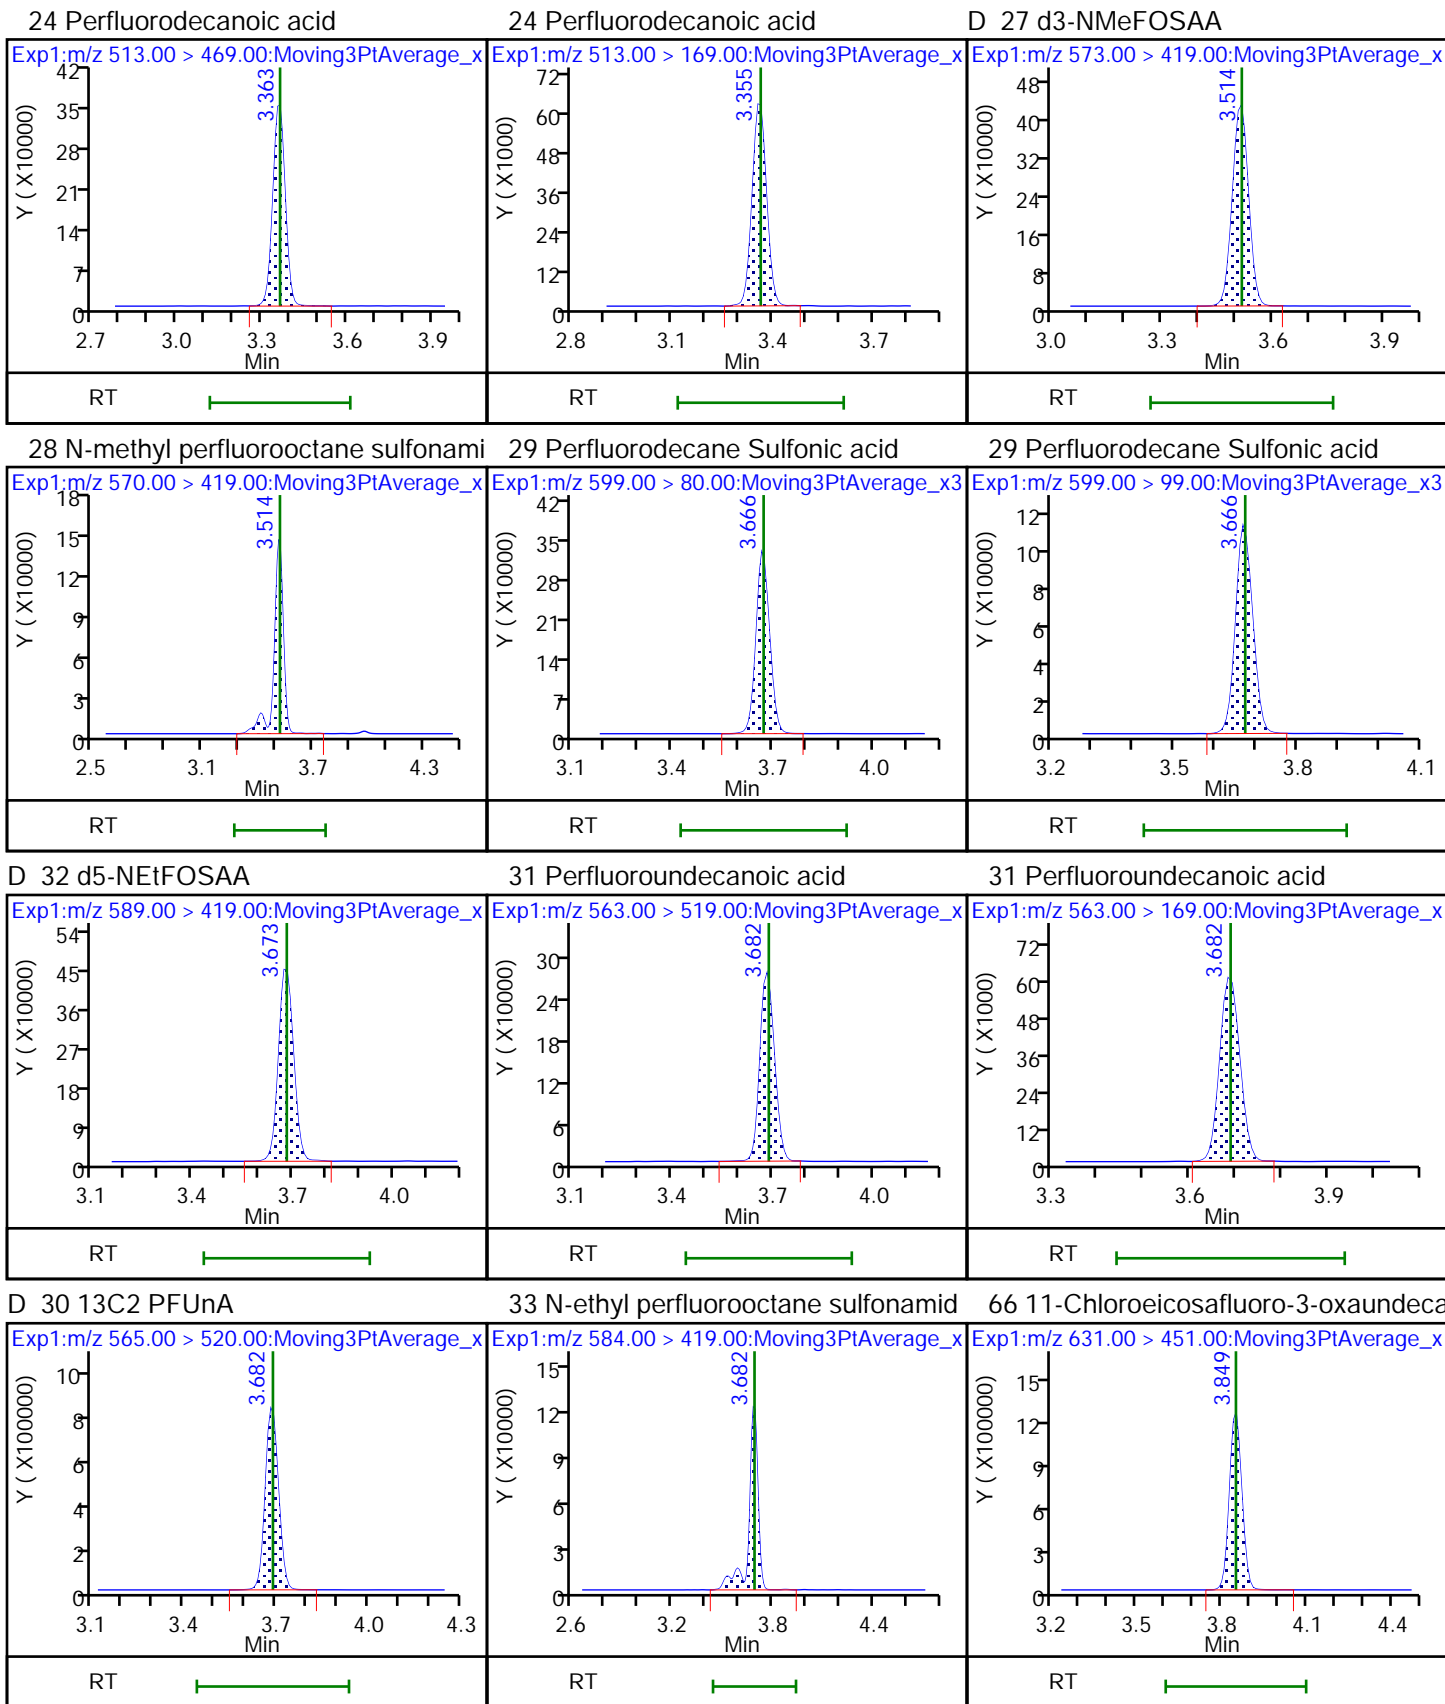 24 Perfluorodecanoic acid
Exp1:m/z 513.00 > 469.00:Moving3PtAverage_x
Y ( X10000)
42
35
28
21
14
7
0
3.363
2.7 3.0 3.3 3.6 3.9
Min
RT
24 Perfluorodecanoic acid
Exp1:m/z 513.00 > 169.00:Moving3PtAverage_x
Y ( X1000)
72
60
48
36
24
12
0
3.355
2.8 3.1 3.4 3.7
Min
RT
D 27 d3-NMeFOSAA
Exp1:m/z 573.00 > 419.00:Moving3PtAverage_x
Y ( X10000)
48
40
32
24
16
8
0
3.514
3.0 3.3 3.6 3.9
Min
RT
28 N-methyl perfluorooctane sulfonami
Exp1:m/z 570.00 > 419.00:Moving3PtAverage_x
Y ( X10000)
18
15
12
9
6
3
0
3.514
2.5 3.1 3.7 4.3
Min
RT
29 Perfluorodecane Sulfonic acid
Exp1:m/z 599.00 > 80.00:Moving3PtAverage_x3
Y ( X10000)
42
35
28
21
14
7
0
3.666
3.1 3.4 3.7 4.0
Min
RT
29 Perfluorodecane Sulfonic acid
Exp1:m/z 599.00 > 99.00:Moving3PtAverage_x3
Y ( X10000)
12
10
8
6
4
2
0
3.666
3.2 3.5 3.8 4.1
Min
RT
D 32 d5-NEtFOSAA
Exp1:m/z 589.00 > 419.00:Moving3PtAverage_x
Y ( X10000)
54
45
36
27
18
9
0
3.673
3.1 3.4 3.7 4.0
Min
RT
31 Perfluoroundecanoic acid
Exp1:m/z 563.00 > 519.00:Moving3PtAverage_x
Y ( X10000)
30
24
18
12
6
0
3.682
3.1 3.4 3.7 4.0
Min
RT
31 Perfluoroundecanoic acid
Exp1:m/z 563.00 > 169.00:Moving3PtAverage_x
Y ( X1000)
72
60
48
36
24
12
0
3.682
3.3 3.6 3.9
Min
RT
D 30 13C2 PFUnA
Exp1:m/z 565.00 > 520.00:Moving3PtAverage_x
Y ( X100000)
10
8
6
4
2
0
3.682
3.1 3.4 3.7 4.0 4.3
Min
RT
33 N-ethyl perfluorooctane sulfonamid
Exp1:m/z 584.00 > 419.00:Moving3PtAverage_x
Y ( X10000)
15
12
9
6
3
0
3.682
2.6 3.2 3.8 4.4
Min
RT
66 11-Chloroeicosafluoro-3-oxaundeca
Exp1:m/z 631.00 > 451.00:Moving3PtAverage_x
Y ( X100000)
15
12
9
6
3
0
3.849
3.2 3.5 3.8 4.1 4.4
Min
RT